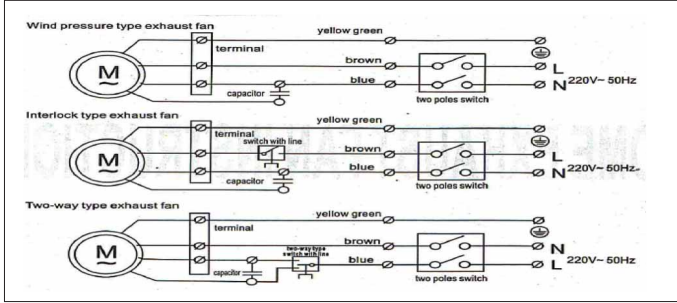 Wind pressure type exhaust fan
yellow green
terminal
M
~
brown
L
blue
N 220V~ 50Hz
capacitor
two poles switch
Interlock type exhaust fan
yellow green
terminal
switch with line
M
~
brown
L
blue
N 220V~ 50Hz
capacitor
two poles switch
Two-way type exhaust fan
yellow green
terminal
M
~
brown
N
two-way type
switch with line
blue
L 220V~ 50Hz
capacitor
two poles switch